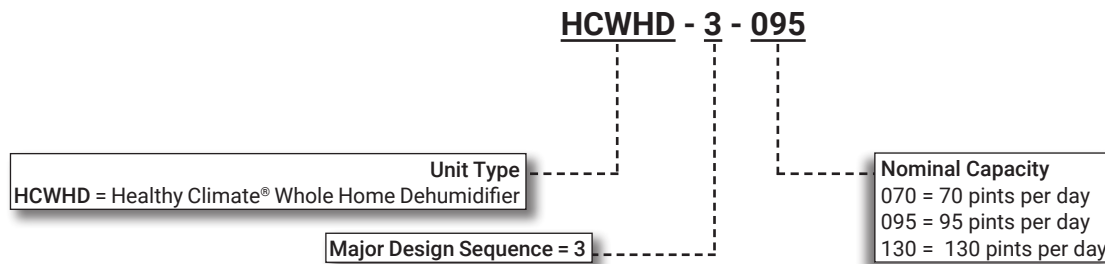 HCWHD - 3 - 095
Unit Type
HCWHD = Healthy Climate® Whole Home Dehumidifier
Major Design Sequence = 3
Nominal Capacity
070 = 70 pints per day
095 = 95 pints per day
130 = 130 pints per day